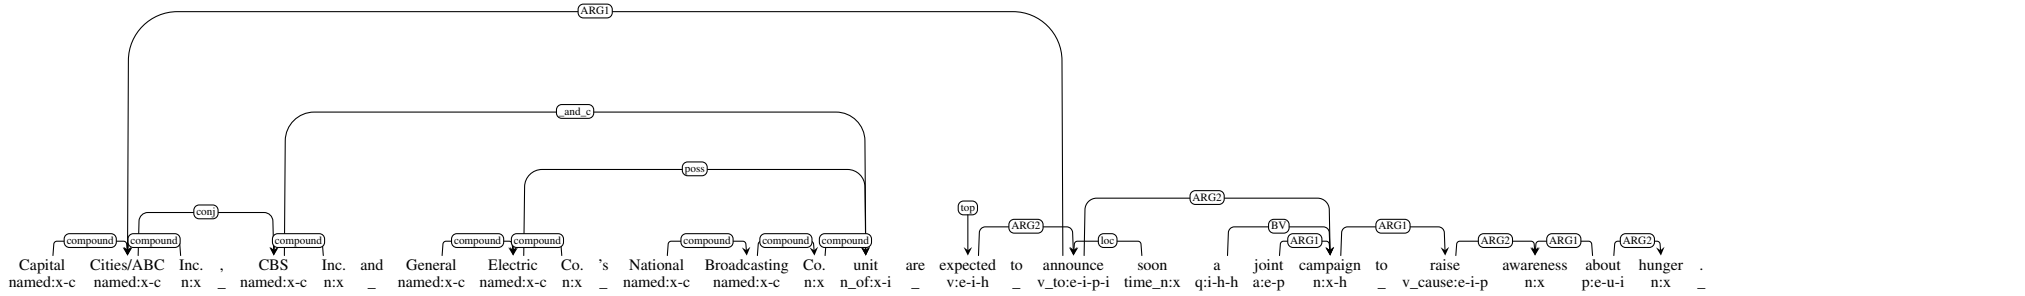 ARG1
_and_c
poss
ARG2
conj top
ARG2 BV ARG1
compound compound compound compound compound compound compound compound loc ARG1 ARG2 ARG1 ARG2
Capital Cities/ABC Inc. , CBS Inc. and General Electric Co. 's National Broadcasting Co. unit are expected to announce soon a joint campaign to raise awareness about hunger .
named:x-c named:x-c n:x _ named:x-c n:x _ named:x-c named:x-c n:x _ named:x-c named:x-c n:x n_of:x-i _ v:e-i-h _ v_to:e-i-p-i time_n:x q:i-h-h a:e-p n:x-h _ v_cause:e-i-p n:x p:e-u-i n:x _